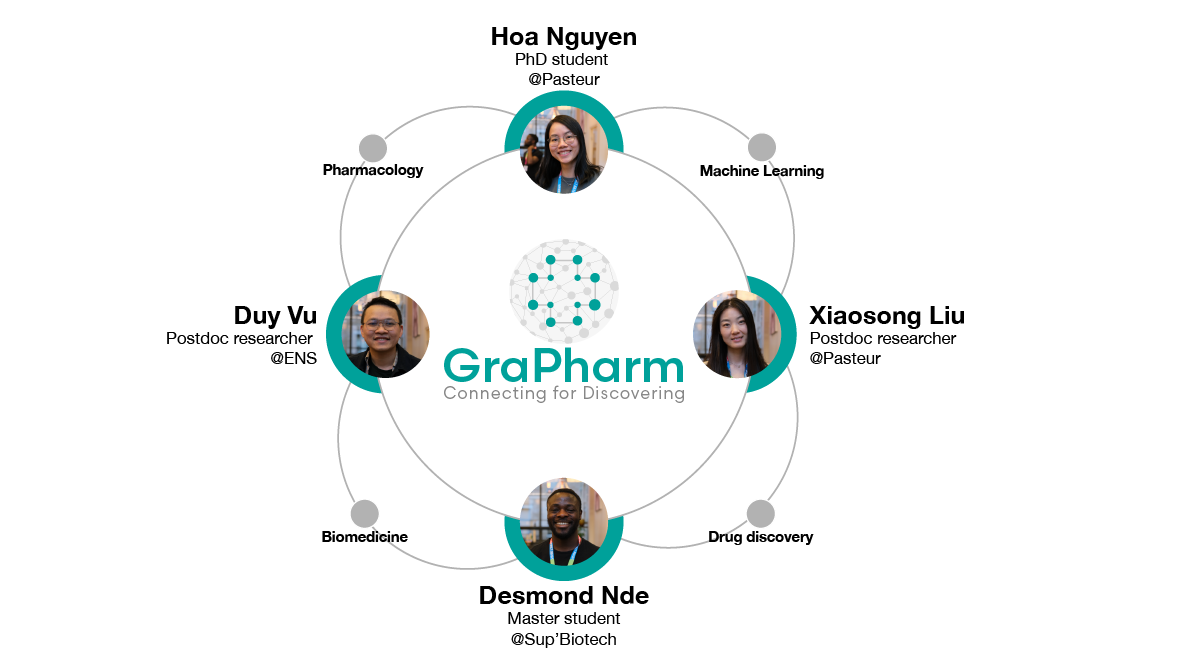 Hoa Nguyen
PhD student
@Pasteur
Pharmacology
Machine Learning
Duy Vu
Postdoc researcher
@ENS
Xiaosong Liu
Postdoc researcher
@Pasteur
GraPharm
Connecting for Discovering
Biomedicine
Drug discovery
Desmond Nde
Master student
@Sup’Biotech